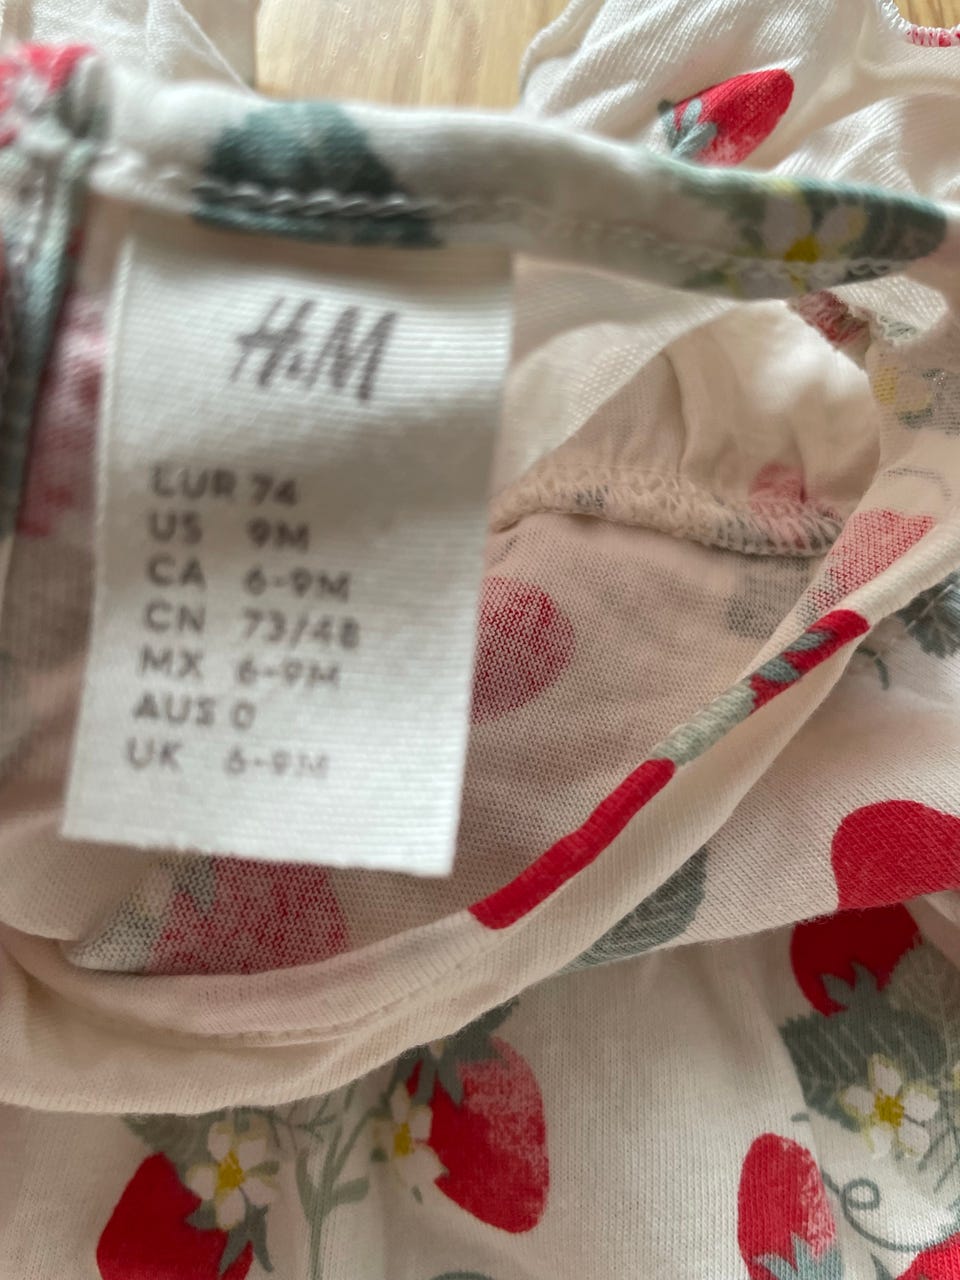 H&M
EUR 74
US 9M
CA 6-9M
CN 73/48
MX 6-9M
AUS 0
UK 6-9M